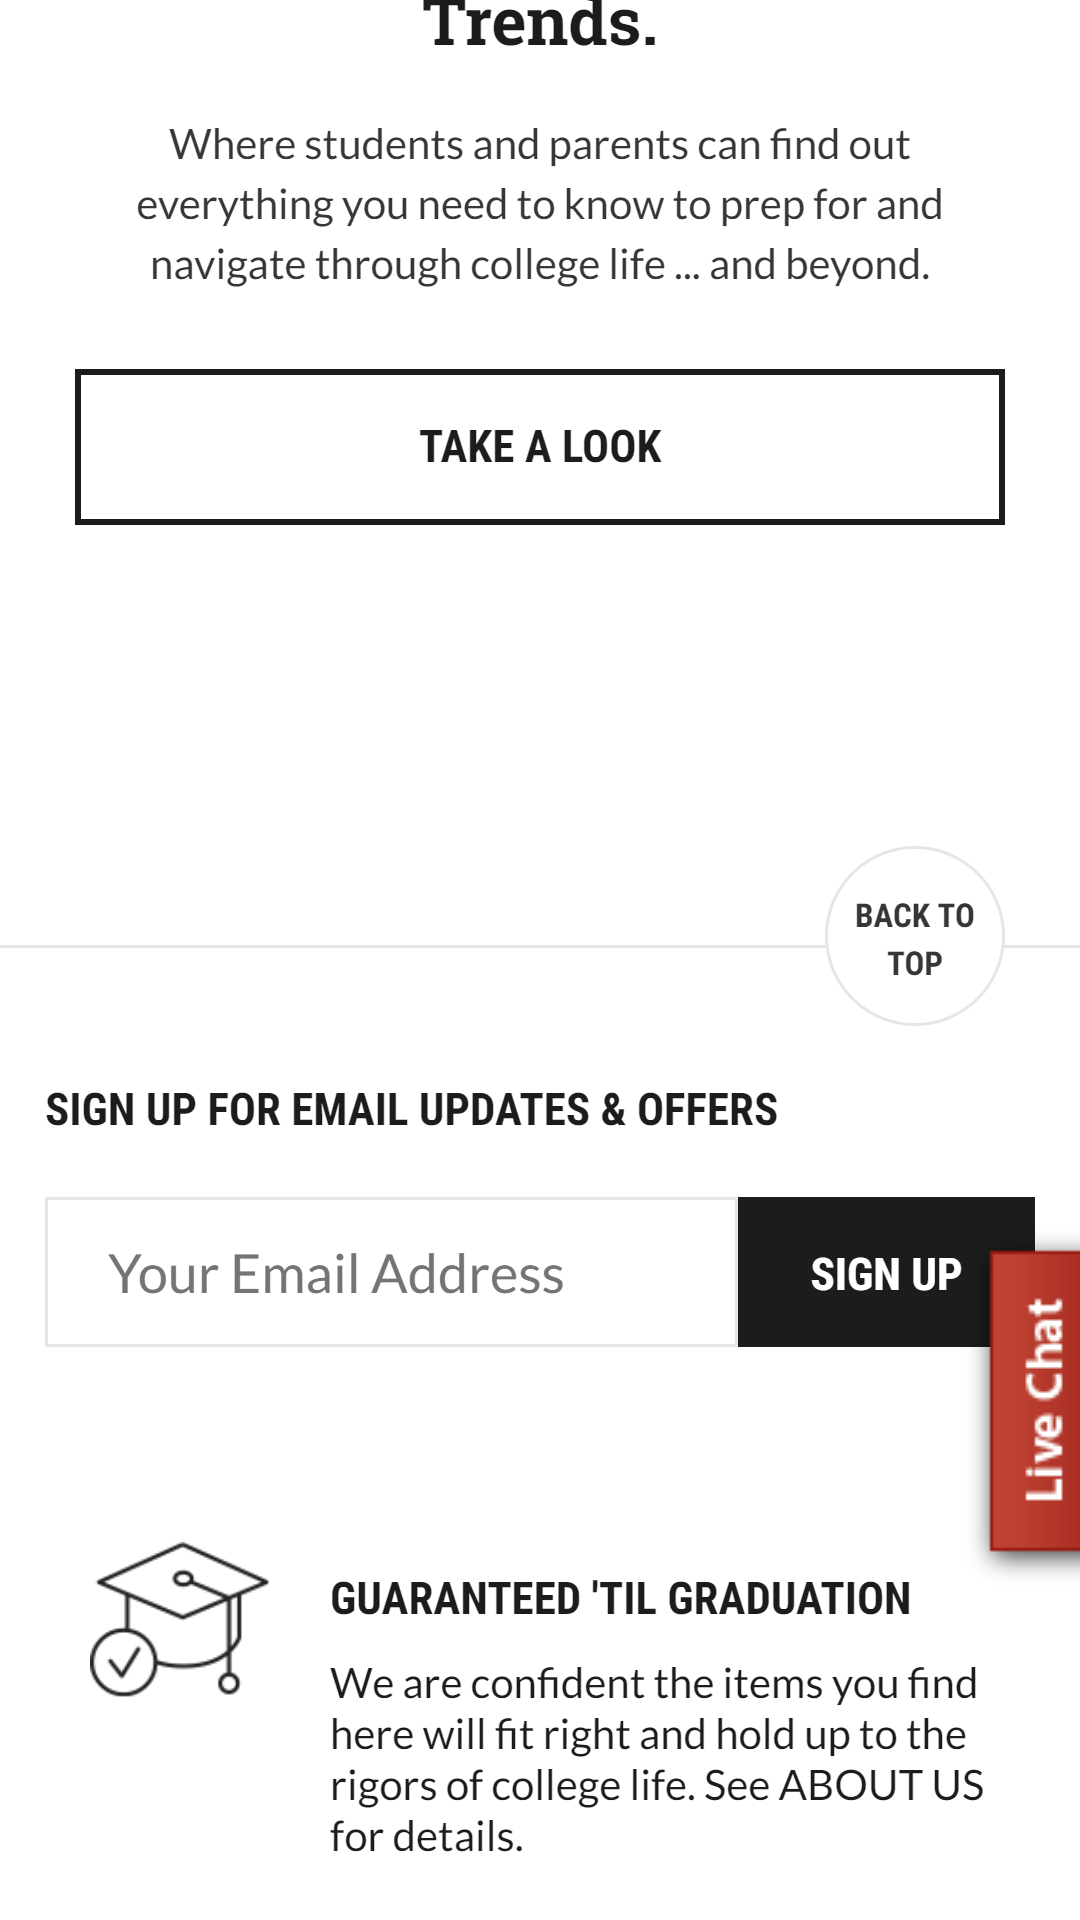 Trends.
Where students and parents can find out
everything you need to know to prep for and
navigate through college life ... and beyond.
TAKE A LOOK
BACK TO
TOP
SIGN UP FOR EMAIL UPDATES & OFFERS
Your Email Address
SIGN UP
Live Chat
GUARANTEED 'TIL GRADUATION
We are confident the items you find
here will fit right and hold up to the
rigors of college life. See ABOUT US
for details.